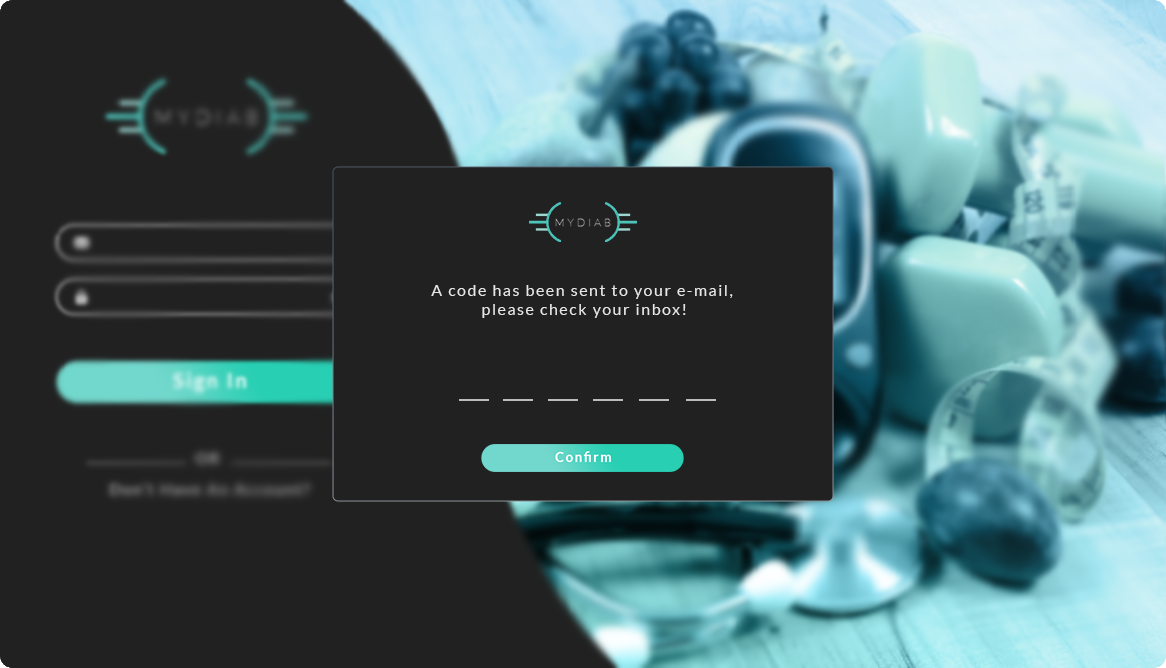 MYDIAB
Sign In
OR
Don't Have An Account?
MYDIAB
A code has been sent to your e-mail,
please check your inbox!
Confirm